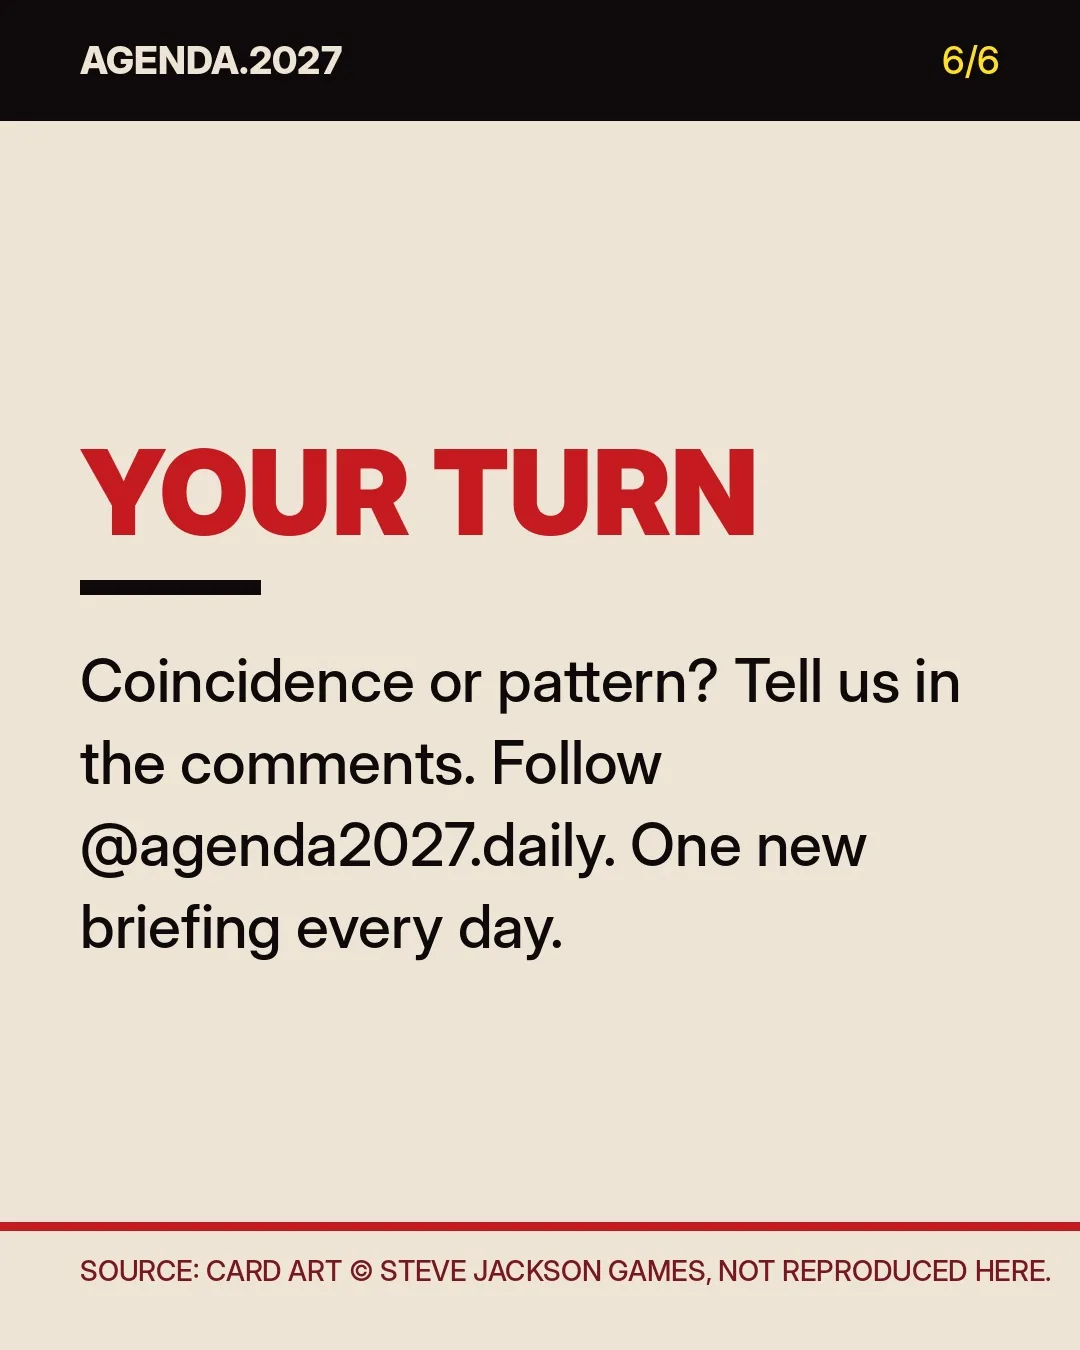 AGENDA.2027
6/6
YOUR TURN
Coincidence or pattern? Tell us in
the comments. Follow
@agenda2027.daily. One new
briefing every day.
SOURCE: CARD ART © STEVE JACKSON GAMES, NOT REPRODUCED HERE.